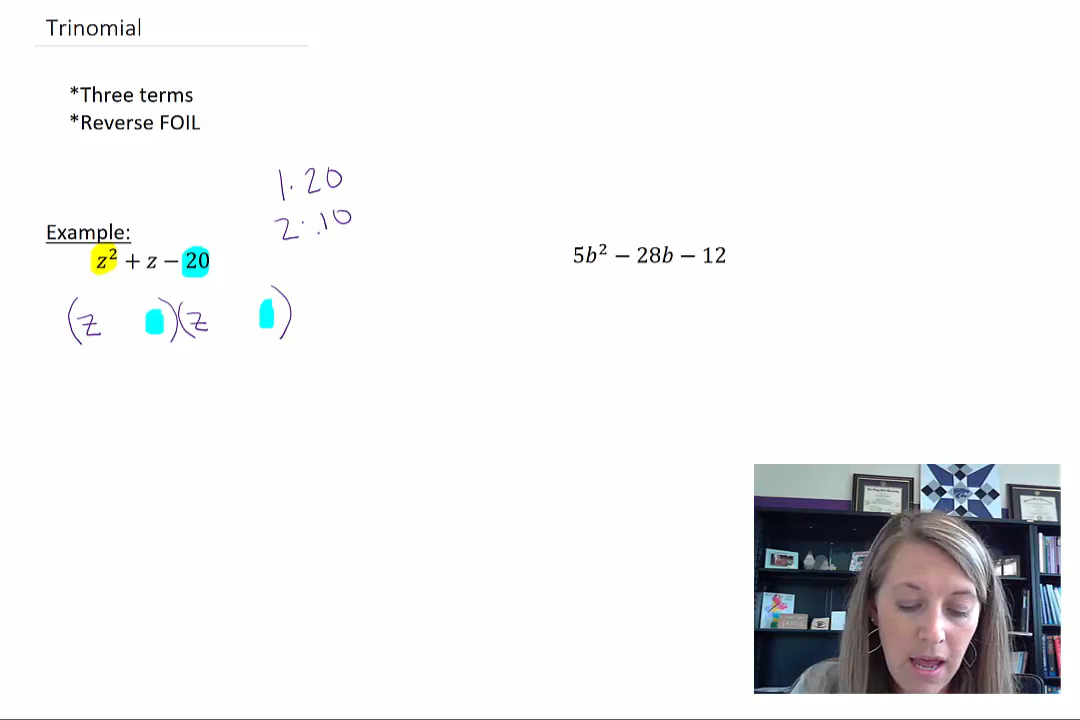 Trinomial
*Three terms
*Reverse FOIL
1·20
2·10
Example:
z² + z − 20
5b² − 28b − 12
(z )(z )